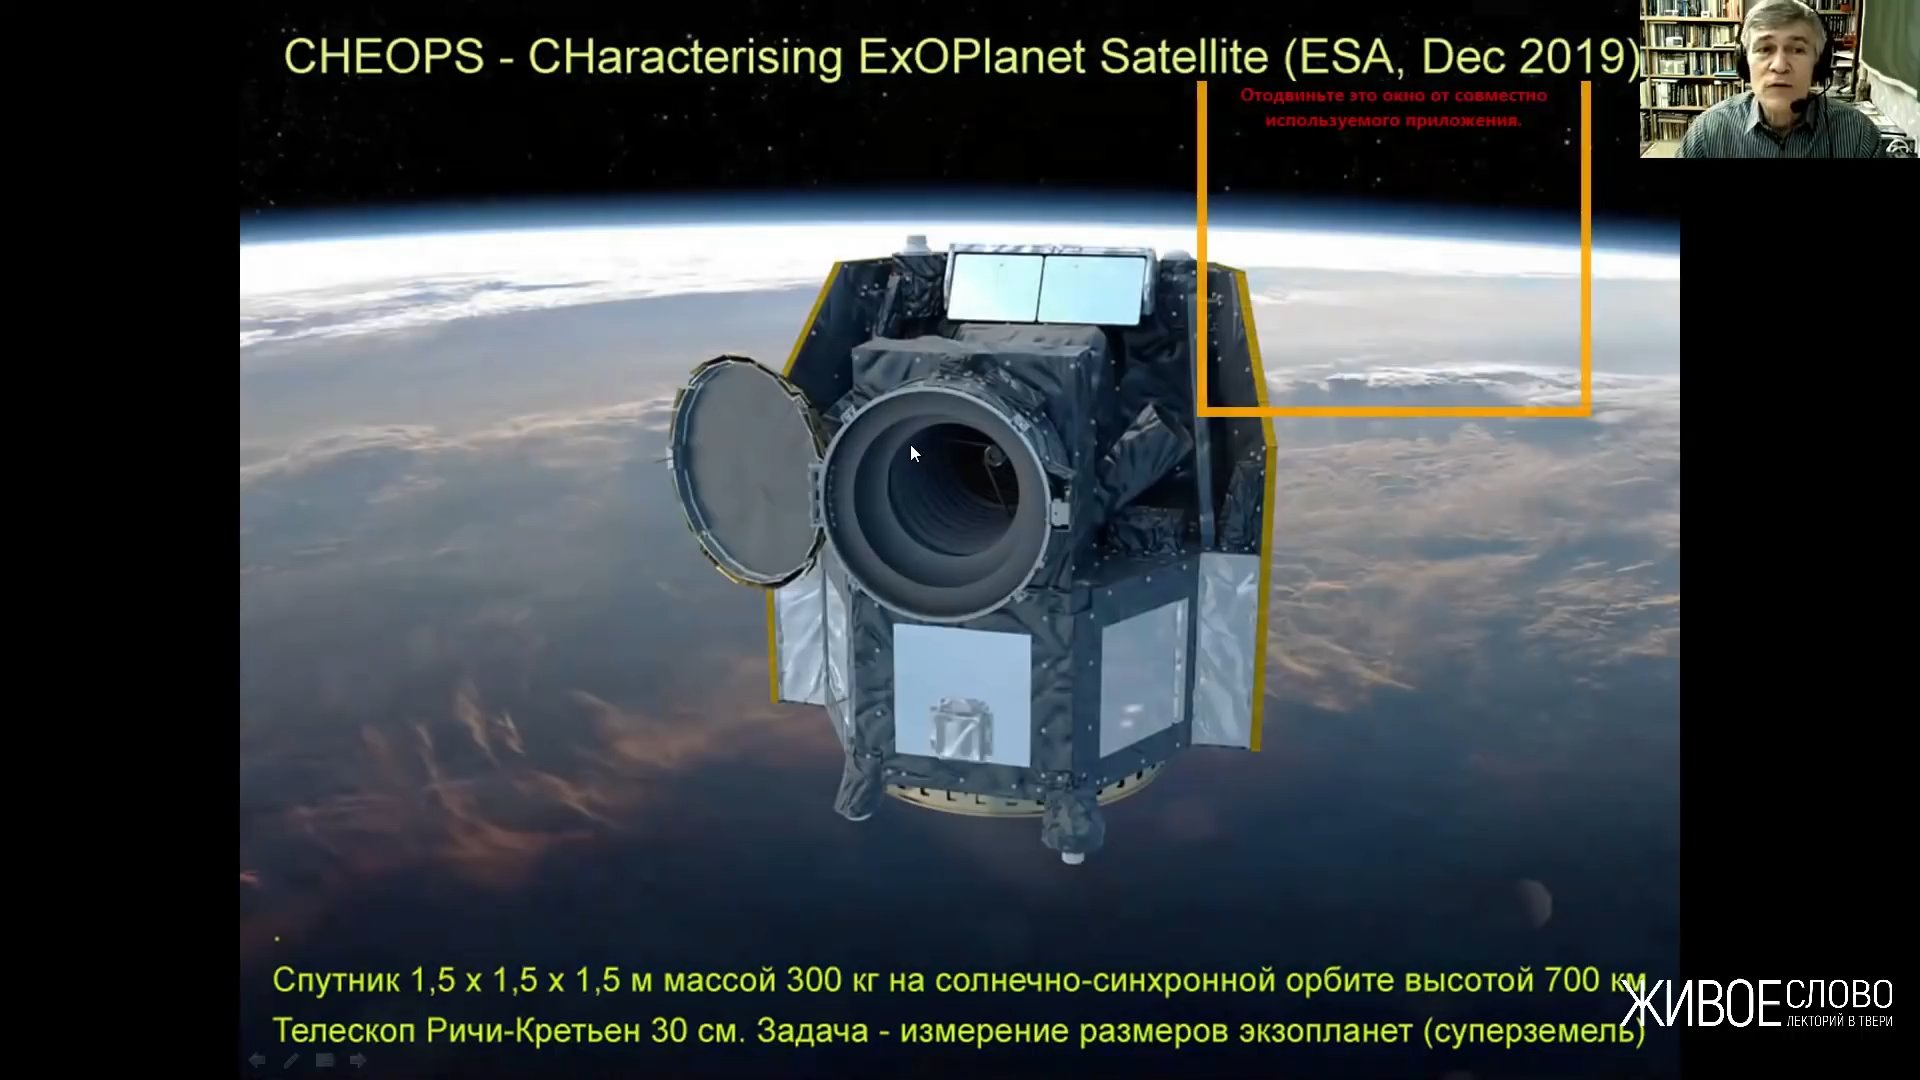 CHEOPS - CHaracterising ExOPlanet Satellite (ESA, Dec 2019)
Отодвиньте это окно от совместно
используемого приложения.
Спутник 1,5 x 1,5 x 1,5 м массой 300 кг на солнечно-синхронной орбите высотой 700 км
Телескоп Ричи-Кретьен 30 см. Задача - измерение размеров экзопланет (суперземель)
ЖИВОЕ СЛОВО
ЛЕКТОРИЙ В ТВЕРИ